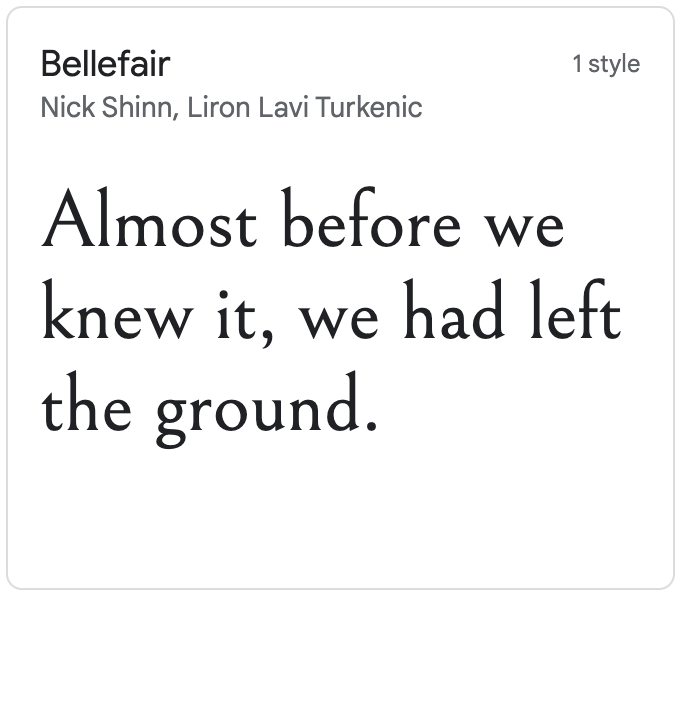 Bellefair
1 style
Nick Shinn, Liron Lavi Turkenic
Almost before we
knew it, we had left
the ground.